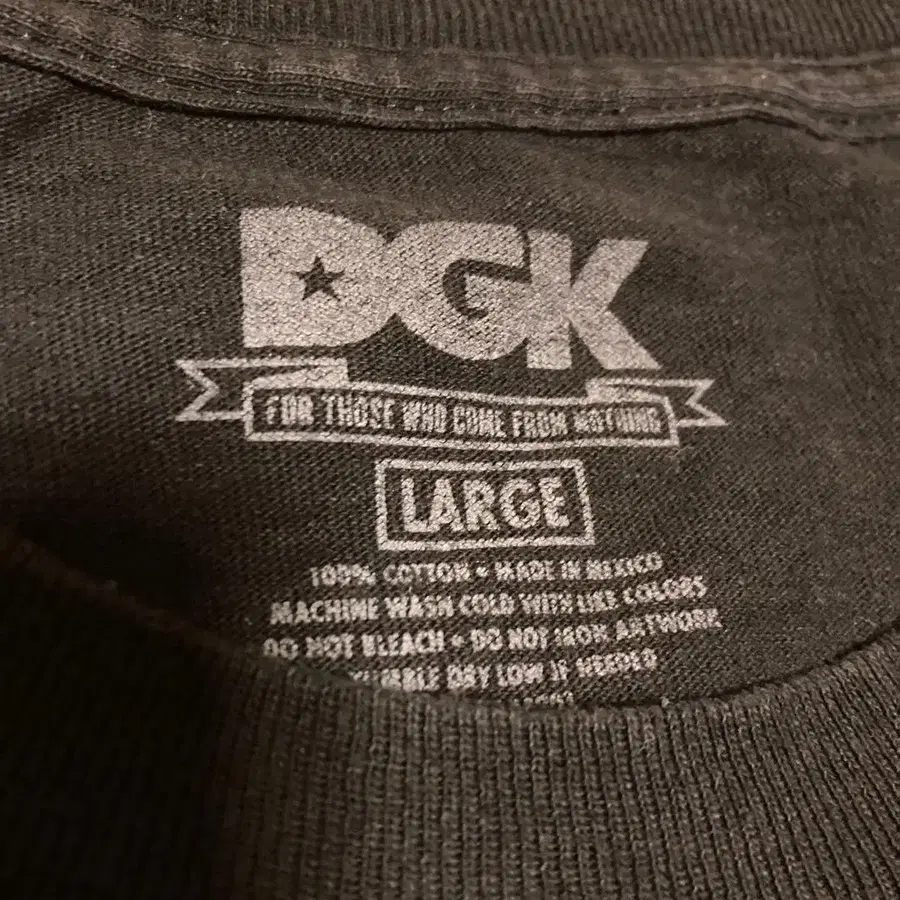 DGK
FOR THOSE WHO COME FROM NOTHING
LARGE
100% COTTON • MADE IN MEXICO
MACHINE WASH COLD WITH LIKE COLORS
DO NOT BLEACH • DO NOT IRON ARTWORK
TUMBLE DRY LOW IF NEEDED